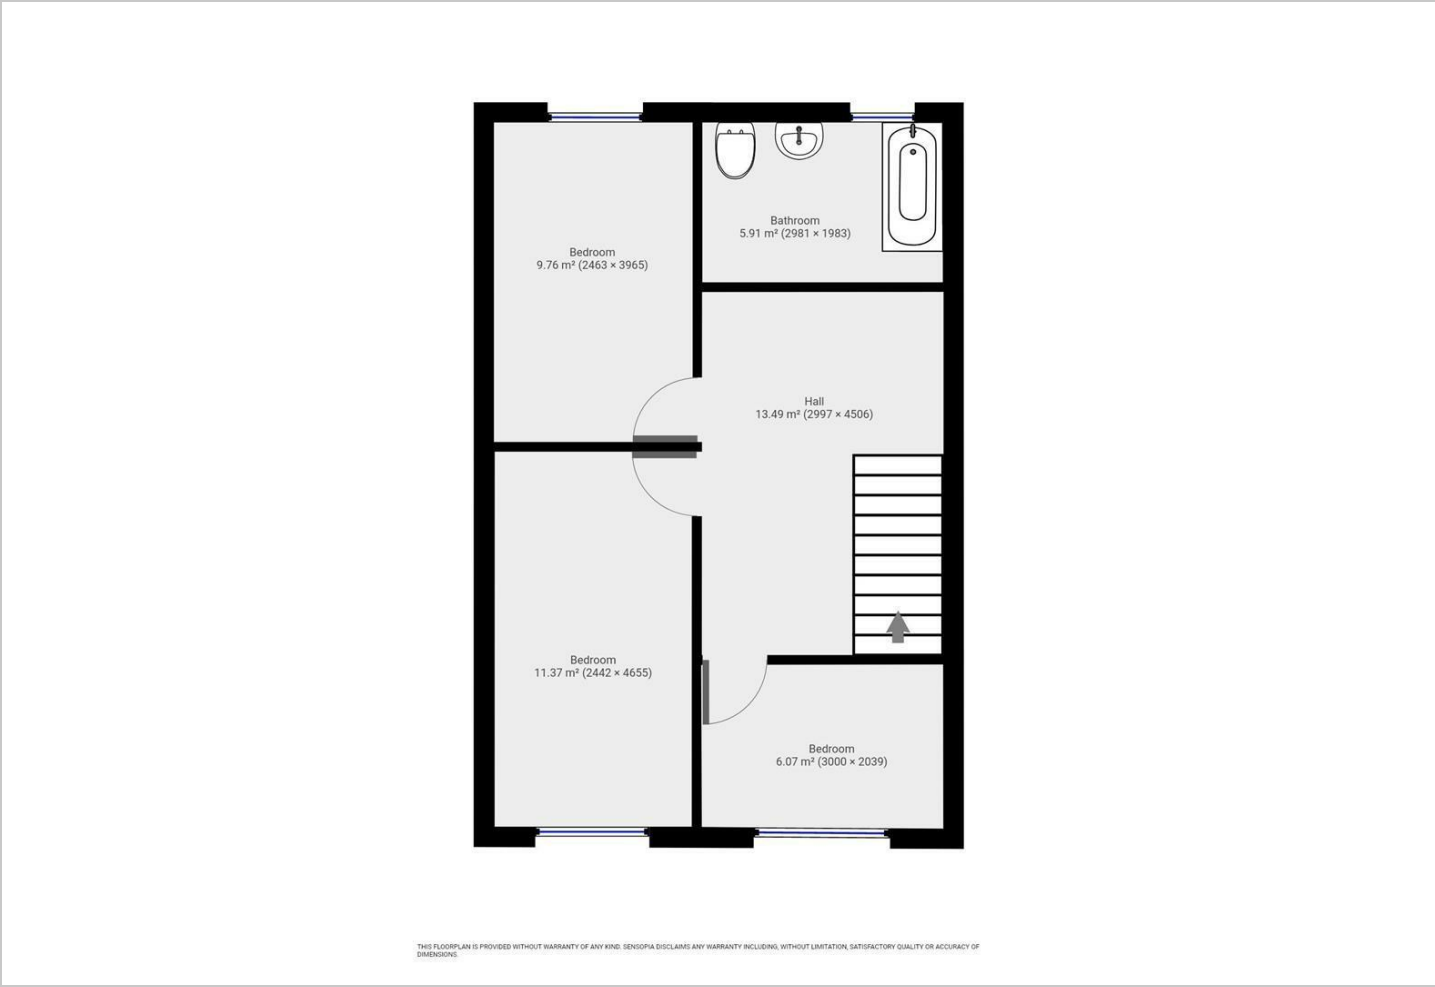 Bathroom
5.91 m² (2981 × 1983)
Bedroom
9.76 m² (2463 × 3965)
Hall
13.49 m² (2997 × 4506)
Bedroom
11.37 m² (2442 × 4655)
Bedroom
6.07 m² (3000 × 2039)
THIS FLOORPLAN IS PROVIDED WITHOUT WARRANTY OF ANY KIND. SENSOPIA DISCLAIMS ANY WARRANTY INCLUDING, WITHOUT LIMITATION, SATISFACTORY QUALITY OR ACCURACY OF
DIMENSIONS.